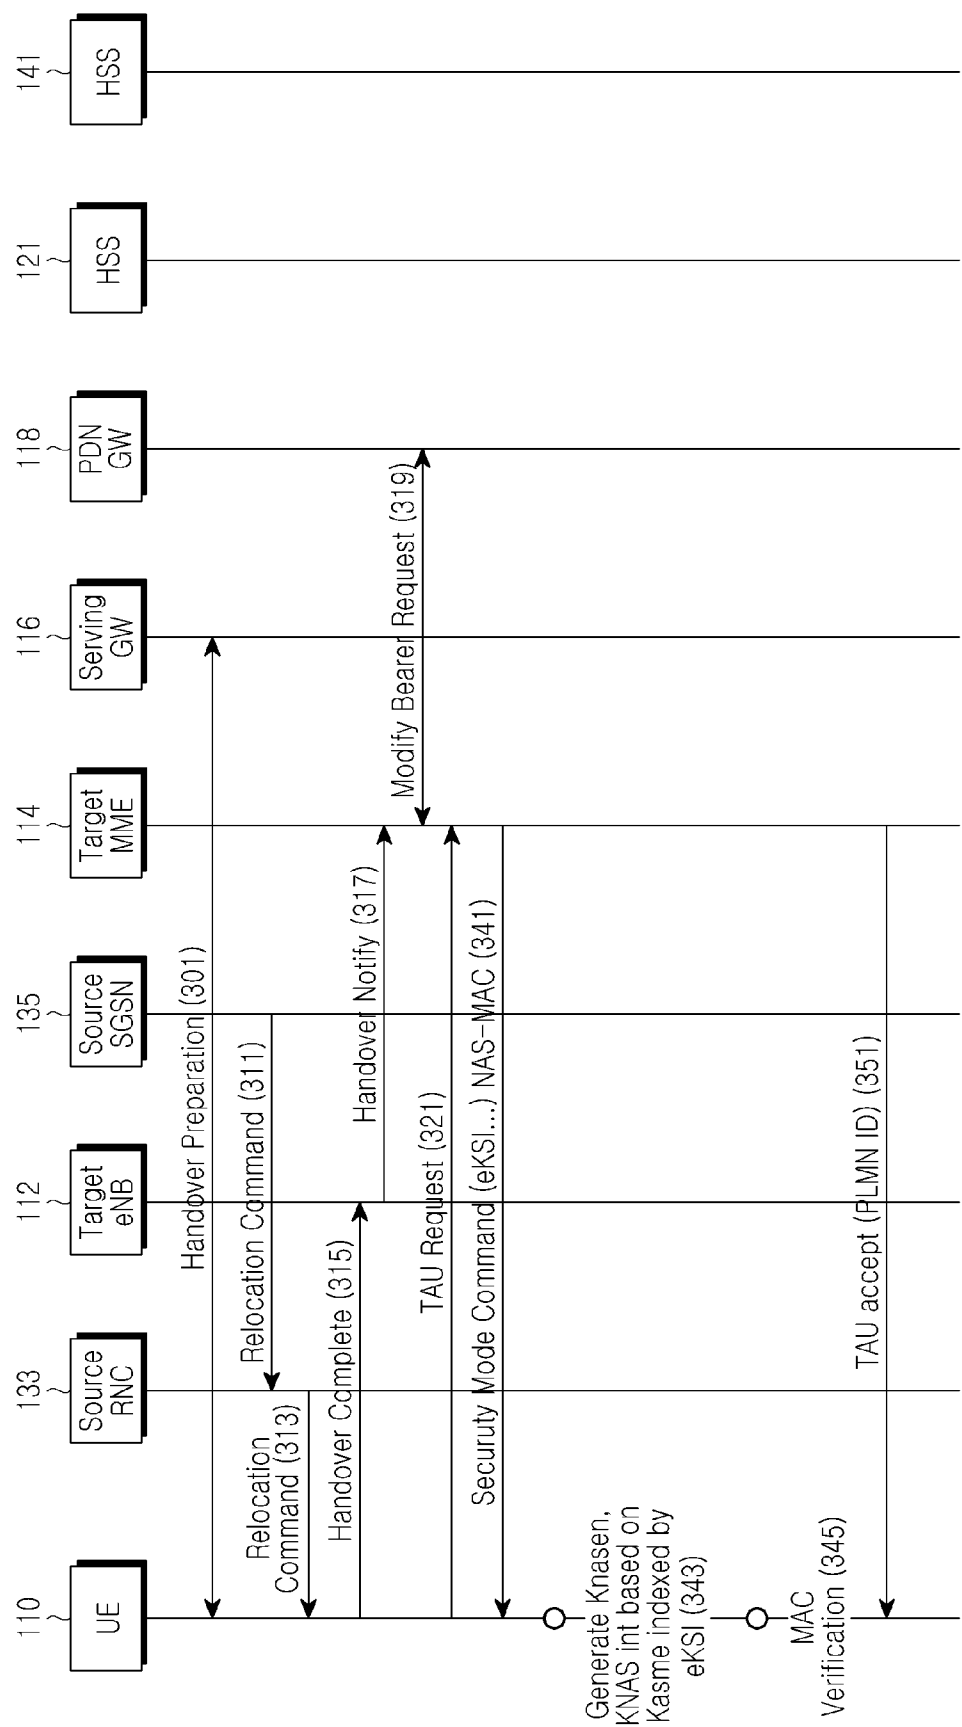 110
133
112
135
114
116
118
121
141
UE
Source
RNC
Target
eNB
Source
SGSN
Target
MME
Serving
GW
PDN
GW
HSS
HSS
Handover Preparation (301)
Relocation Command (311)
Relocation
Command (313)
Handover Complete (315)
Handover Notify (317)
Modify Bearer Request (319)
TAU Request (321)
Securuty Mode Command (eKSI...) NAS-MAC (341)
Generate Knasen,
KNAS int based on
Kasme indexed by
eKSI (343)
MAC
Verification (345)
TAU accept (PLMN ID) (351)